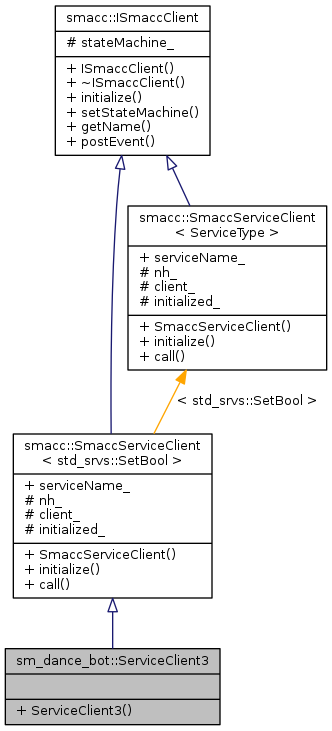 smacc::ISmaccClient
# stateMachine_
+ ISmaccClient()
+ ~ISmaccClient()
+ initialize()
+ setStateMachine()
+ getName()
+ postEvent()
smacc::SmaccServiceClient
< ServiceType >
+ serviceName_
# nh_
# client_
# initialized_
+ SmaccServiceClient()
+ initialize()
+ call()
< std_srvs::SetBool >
smacc::SmaccServiceClient
< std_srvs::SetBool >
+ serviceName_
# nh_
# client_
# initialized_
+ SmaccServiceClient()
+ initialize()
+ call()
sm_dance_bot::ServiceClient3
+ ServiceClient3()